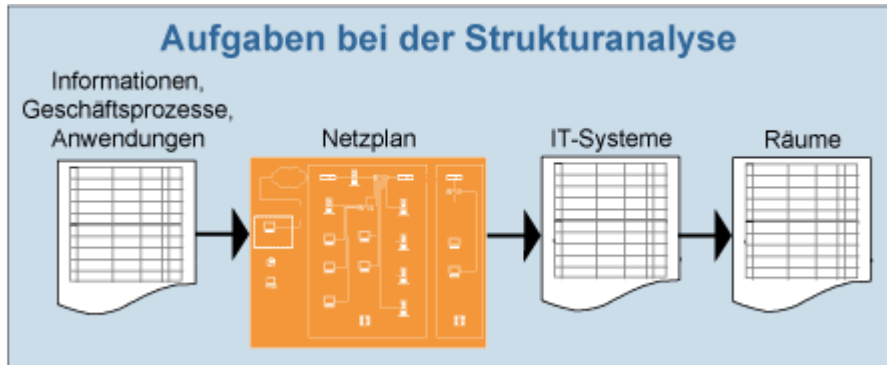 Aufgaben bei der Strukturanalyse
Informationen,
Geschäftsprozesse,
Anwendungen
Netzplan
IT-Systeme
Räume